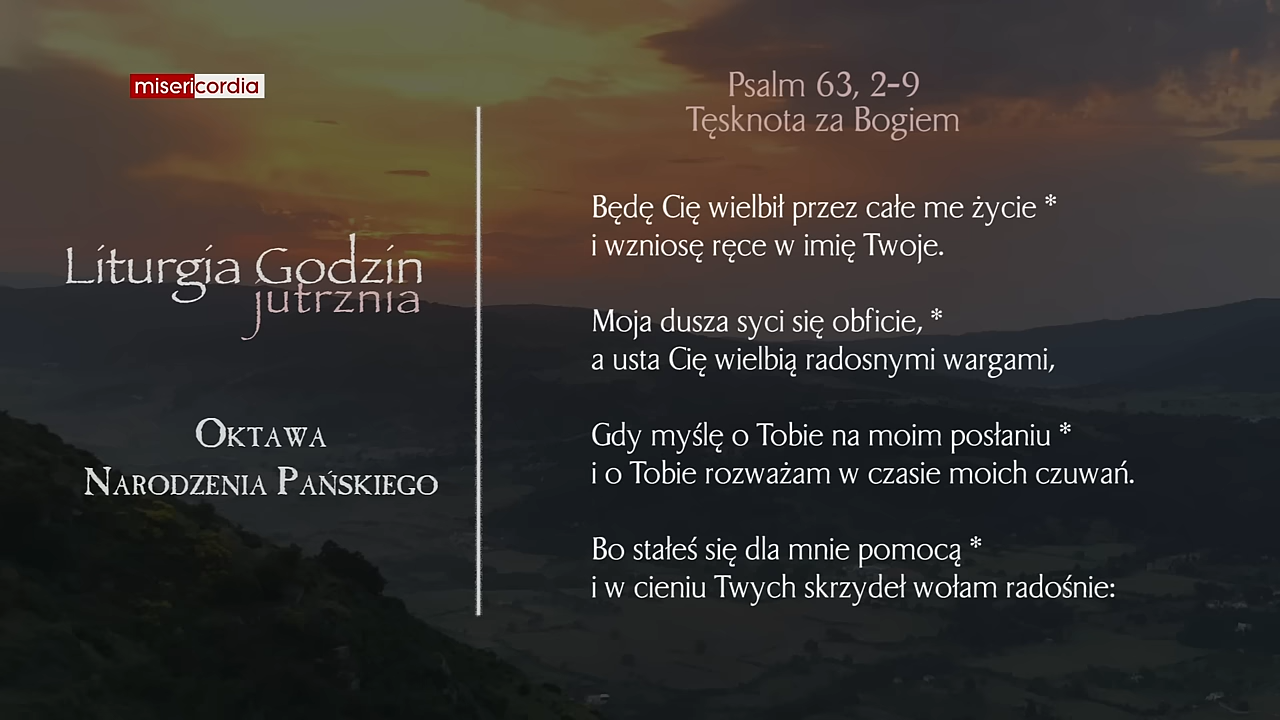 misericordia
Liturgia Godzin
jutrznia
Oktawa
Narodzenia Pańskiego
Psalm 63, 2-9
Tęsknota za Bogiem
Będę Cię wielbił przez całe me życie *
i wzniosę ręce w imię Twoje.
Moja dusza syci się obficie, *
a usta Cię wielbią radosnymi wargami,
Gdy myślę o Tobie na moim posłaniu *
i o Tobie rozważam w czasie moich czuwań.
Bo stałeś się dla mnie pomocą *
i w cieniu Twych skrzydeł wołam radośnie: